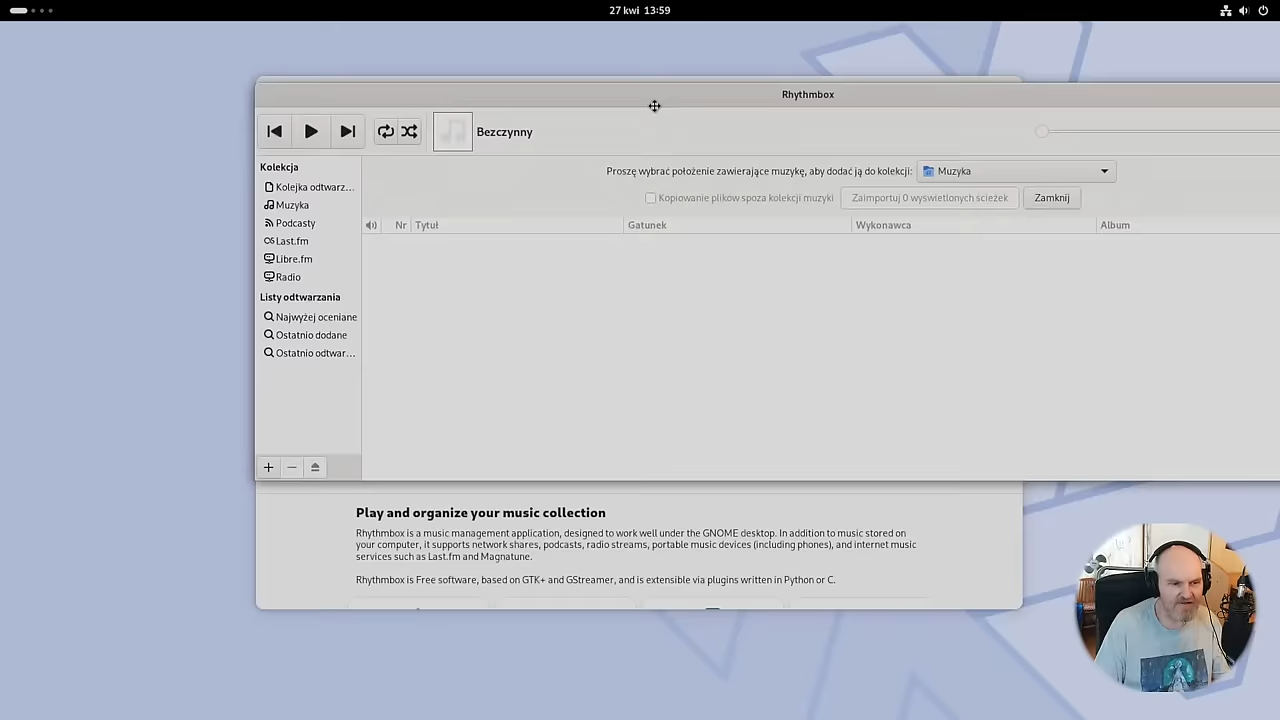 27 kwi 13:59
Rhythmbox
Bezczynny
Kolekcja
Kolejka odtwarz...
Muzyka
Podcasty
Last.fm
Libre.fm
Radio
Listy odtwarzania
Najwyżej oceniane
Ostatnio dodane
Ostatnio odtwar...
Proszę wybrać położenie zawierające muzykę, aby dodać ją do kolekcji: Muzyka
Kopiowanie plików spoza kolekcji muzyki Zaimportuj 0 wyświetlonych ścieżek Zamknij
Nr Tytuł Gatunek Wykonawca Album
Play and organize your music collection
Rhythmbox is a music management application, designed to work well under the GNOME desktop. In addition to music stored on
your computer, it supports network shares, podcasts, radio streams, portable music devices (including phones), and internet music
services such as Last.fm and Magnatune.
Rhythmbox is Free software, based on GTK+ and GStreamer, and is extensible via plugins written in Python or C.